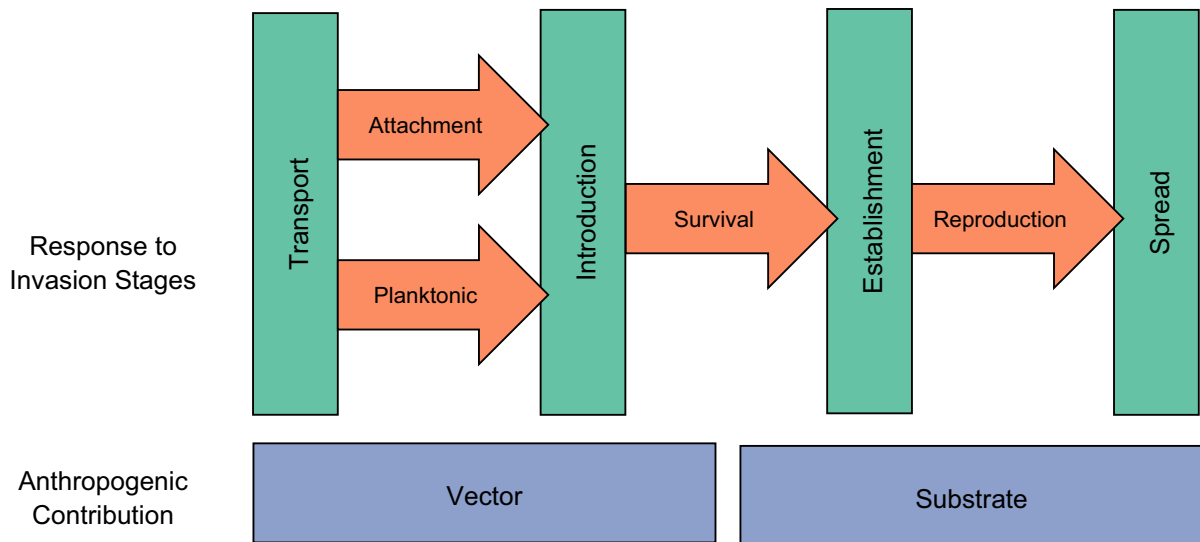 Transport
Attachment
Planktonic
Introduction
Survival
Establishment
Reproduction
Spread
Response to
Invasion Stages
Anthropogenic
Contribution
Vector
Substrate